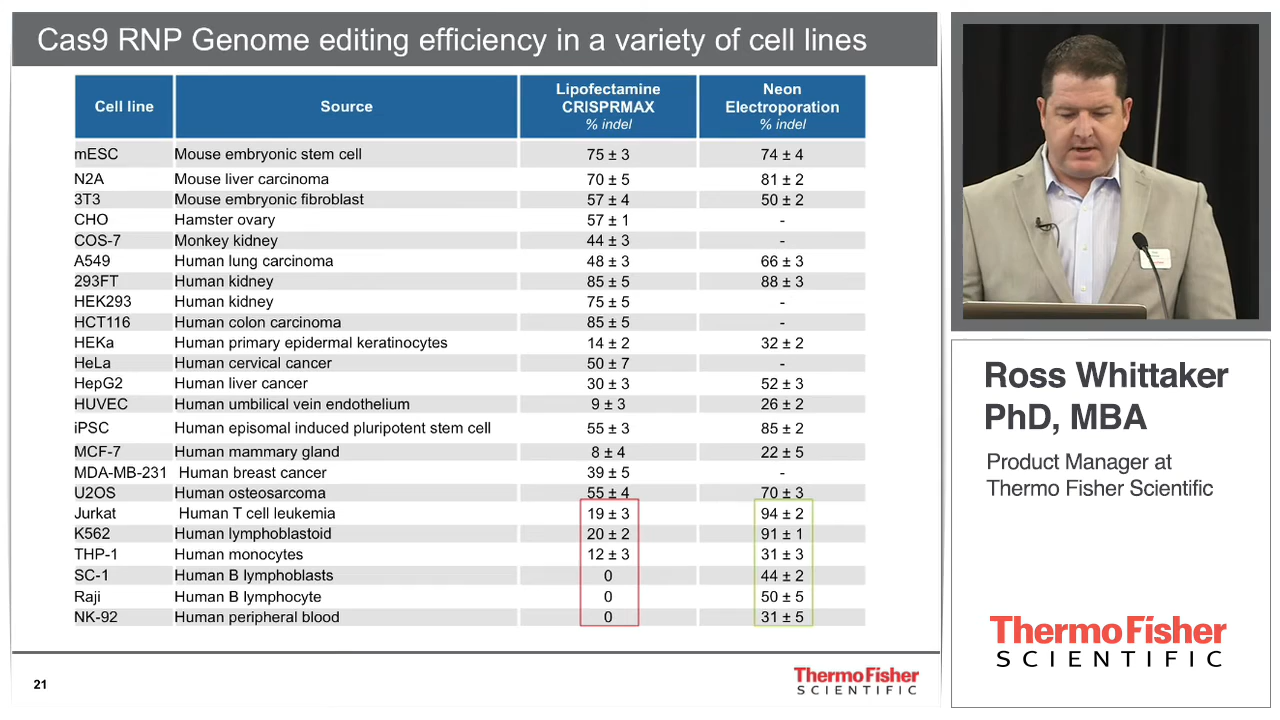 Cas9 RNP Genome editing efficiency in a variety of cell lines
Cell line Source Lipofectamine CRISPRMAX % indel Neon Electroporation % indel
mESC Mouse embryonic stem cell 75 ± 3 74 ± 4
N2A Mouse liver carcinoma 70 ± 5 81 ± 2
3T3 Mouse embryonic fibroblast 57 ± 4 50 ± 2
CHO Hamster ovary 57 ± 1 -
COS-7 Monkey kidney 44 ± 3 -
A549 Human lung carcinoma 48 ± 3 66 ± 3
293FT Human kidney 85 ± 5 88 ± 3
HEK293 Human kidney 75 ± 5 -
HCT116 Human colon carcinoma 85 ± 5 -
HEKa Human primary epidermal keratinocytes 14 ± 2 32 ± 2
HeLa Human cervical cancer 50 ± 7 -
HepG2 Human liver cancer 30 ± 3 52 ± 3
HUVEC Human umbilical vein endothelium 9 ± 3 26 ± 2
iPSC Human episomal induced pluripotent stem cell 55 ± 3 85 ± 2
MCF-7 Human mammary gland 8 ± 4 22 ± 5
MDA-MB-231 Human breast cancer 39 ± 5 -
U2OS Human osteosarcoma 55 ± 4 70 ± 3
Jurkat Human T cell leukemia 19 ± 3 94 ± 2
K562 Human lymphoblastoid 20 ± 2 91 ± 1
THP-1 Human monocytes 12 ± 3 31 ± 3
SC-1 Human B lymphoblasts 0 44 ± 2
Raji Human B lymphocyte 0 50 ± 5
NK-92 Human peripheral blood 0 31 ± 5
21
ThermoFisher
SCIENTIFIC
Ross Whittaker
PhD, MBA
Product Manager at
Thermo Fisher Scientific
ThermoFisher
SCIENTIFIC